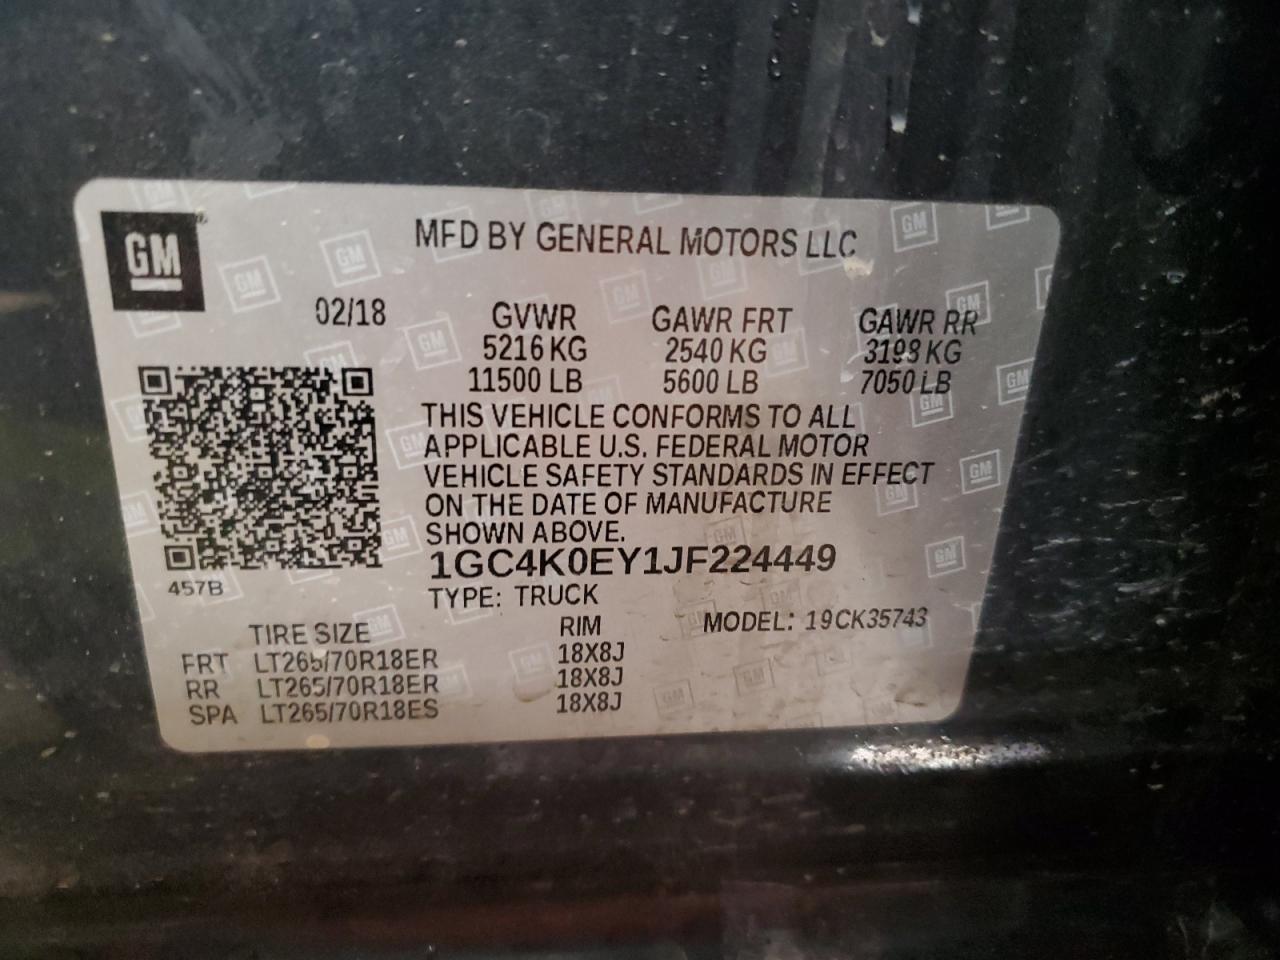 GM
MFD BY GENERAL MOTORS LLC
02/18 GVWR GAWR FRT GAWR RR
5216 KG 2540 KG 3198 KG
11500 LB 5600 LB 7050 LB
THIS VEHICLE CONFORMS TO ALL
APPLICABLE U.S. FEDERAL MOTOR
VEHICLE SAFETY STANDARDS IN EFFECT
ON THE DATE OF MANUFACTURE
SHOWN ABOVE.
1GC4K0EY1JF224449
457B
TYPE: TRUCK
TIRE SIZE RIM MODEL: 19CK35743
FRT LT265/70R18ER 18X8J
RR LT265/70R18ER 18X8J
SPA LT265/70R18ES 18X8J